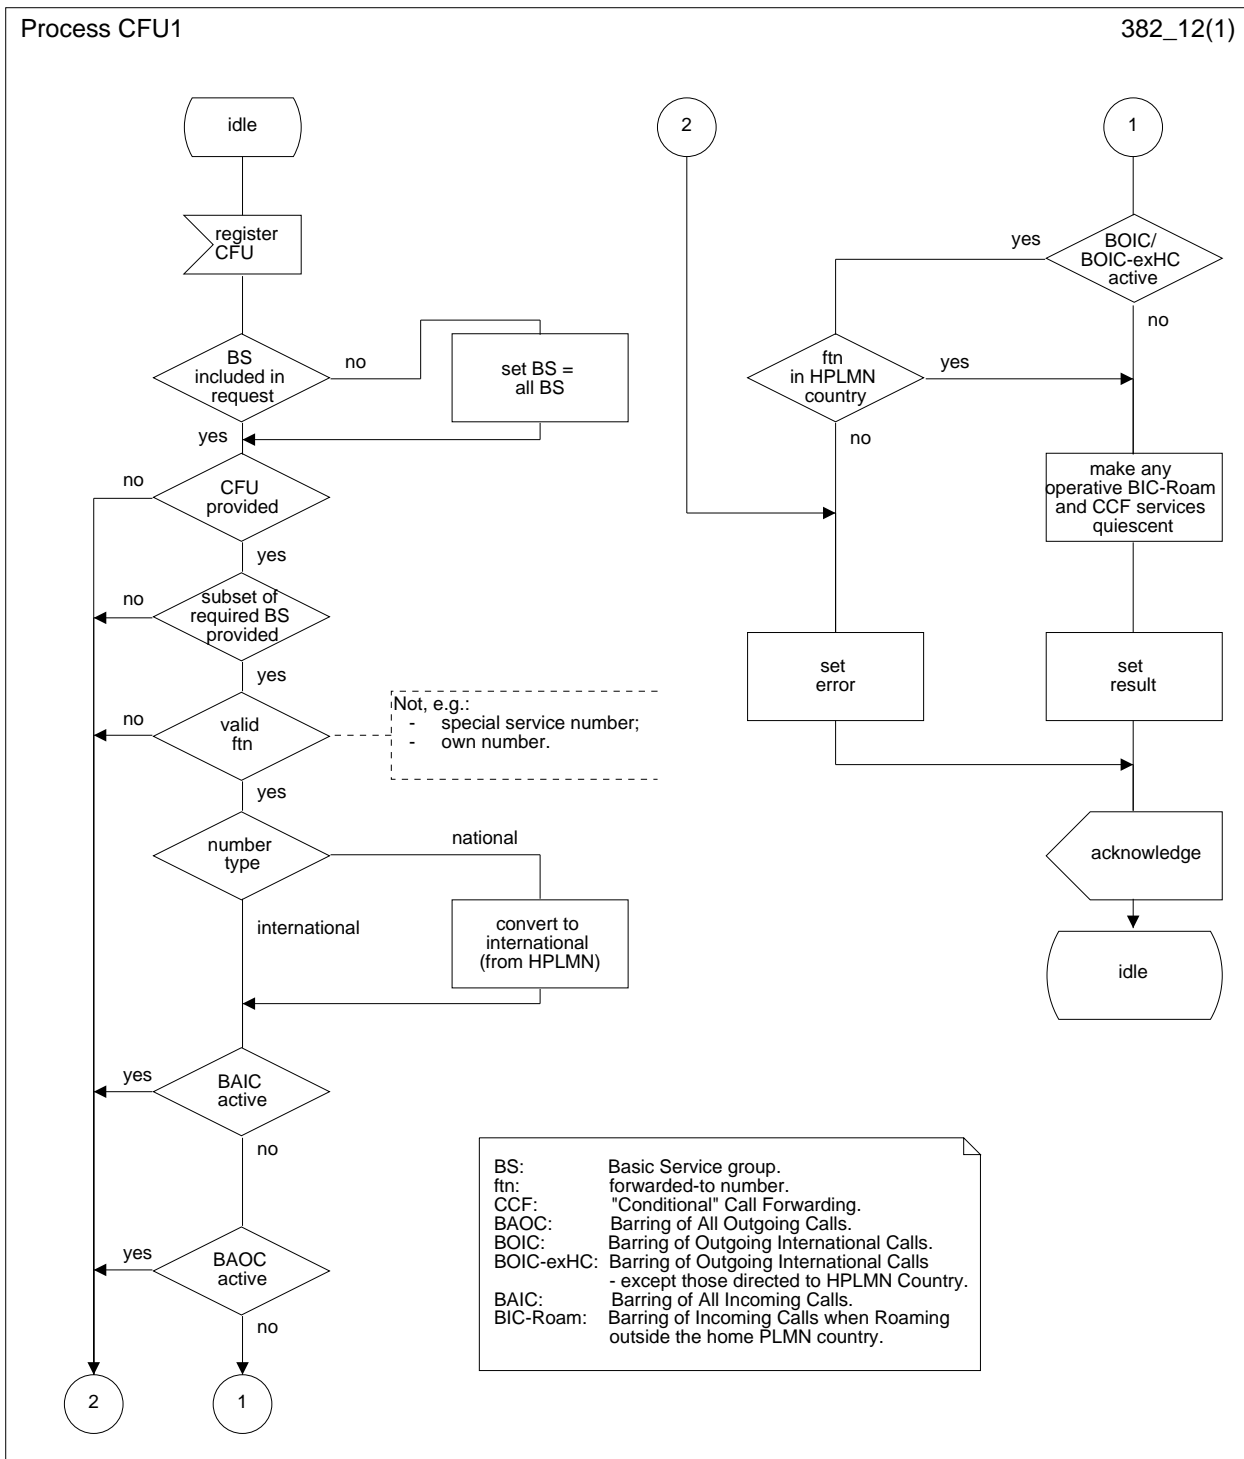 Process CFU1
382_12(1)
idle
register
CFU
BS
included in
request
no
set BS =
all BS
yes
no
CFU
provided
yes
no
subset of
required BS
provided
yes
no
valid
ftn
Not, e.g.:
- special service number;
- own number.
yes
number
type
national
international
convert to
international
(from HPLMN)
yes
BAIC
active
no
yes
BAOC
active
no
2
1
2
1
yes
BOIC/
BOIC-exHC
active
no
ftn
in HPLMN
country
yes
no
make any
operative BIC-Roam
and CCF services
quiescent
set
error
set
result
acknowledge
idle
BS: Basic Service group.
ftn: forwarded-to number.
CCF: "Conditional" Call Forwarding.
BAOC: Barring of All Outgoing Calls.
BOIC: Barring of Outgoing International Calls.
BOIC-exHC: Barring of Outgoing International Calls
- except those directed to HPLMN Country.
BAIC: Barring of All Incoming Calls.
BIC-Roam: Barring of Incoming Calls when Roaming
outside the home PLMN country.